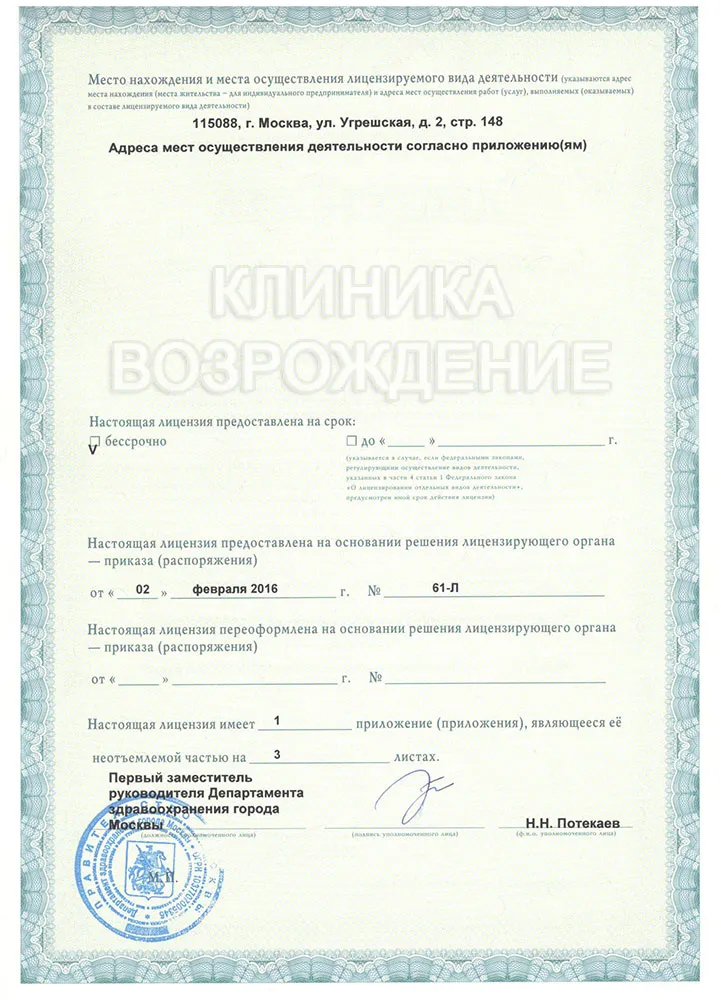 Место нахождения и места осуществления лицензируемого вида деятельности (указываются адрес
места нахождения (места жительства – для индивидуального предпринимателя) и адреса мест осуществления работ (услуг), выполняемых (оказываемых)
в составе лицензируемого вида деятельности)
115088, г. Москва, ул. Угрешская, д. 2, стр. 148
Адреса мест осуществления деятельности согласно приложению(ям)
КЛИНИКА
ВОЗРОЖДЕНИЕ
Настоящая лицензия предоставлена на срок:
V бессрочно
до « » г.
(указывается в случае, если федеральными законами,
регулирующими осуществление видов деятельности,
указанных в части 4 статьи 1 Федерального закона
«О лицензировании отдельных видов деятельности»,
предусмотрен иной срок действия лицензии)
Настоящая лицензия предоставлена на основании решения лицензирующего органа
— приказа (распоряжения)
от « 02 » февраля 2016 г. № 61-Л
Настоящая лицензия переоформлена на основании решения лицензирующего органа
— приказа (распоряжения)
от « » г. №
Настоящая лицензия имеет 1 приложение (приложения), являющееся её
неотъемлемой частью на 3 листах.
Первый заместитель
руководителя Департамента
здравоохранения города
Москвы
Н.Н. Потекаев
(должность уполномоченного лица)
(подпись уполномоченного лица)
(ф.и.о. уполномоченного лица)
М.П.
ПРАВИТЕЛЬСТВО МОСКВЫ
Департамент здравоохранения города Москвы